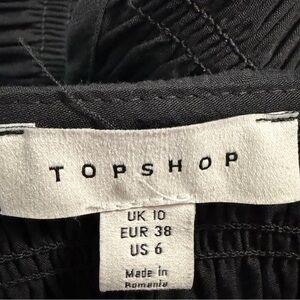 TOPSHOP
UK 10
EUR 38
US 6
Made in
Romania